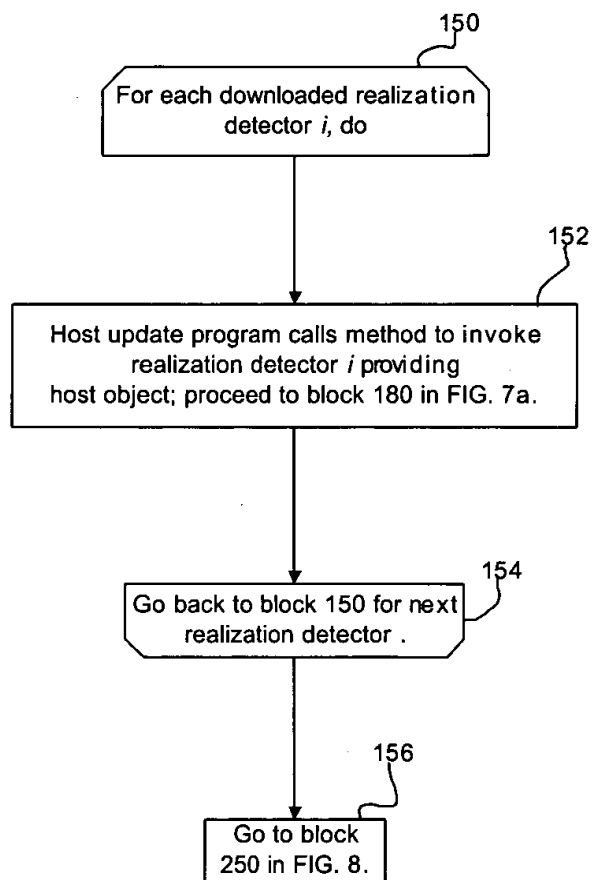 150
For each downloaded realization
detector i, do
152
Host update program calls method to invoke
realization detector i providing
host object; proceed to block 180 in FIG. 7a.
154
Go back to block 150 for next
realization detector .
156
Go to block
250 in FIG. 8.